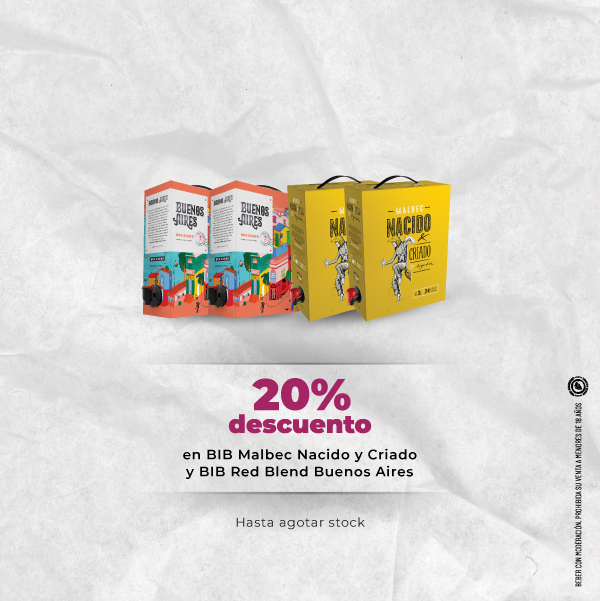 BUENOS
AIRES
BUENOS
AIRES
MALBEC
NACIDO
MALBEC
NACIDO
&
CRIADO
Argentina
20%
descuento
en BIB Malbec Nacido y Criado
y BIB Red Blend Buenos Aires
Hasta agotar stock
BEBER CON MODERACIÓN. PROHIBIDA SU VENTA A MENORES DE 18 AÑOS